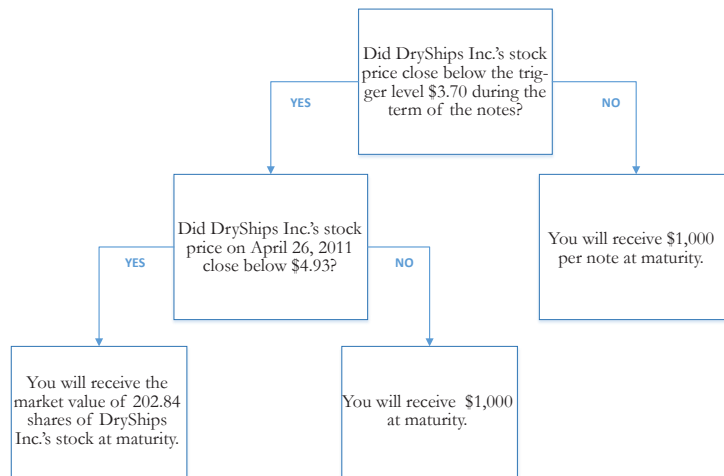 Did DryShips Inc.'s stock
price close below the trig-
ger level $3.70 during the
term of the notes?
YES
NO
Did DryShips Inc.'s stock
price on April 26, 2011
close below $4.93?
You will receive $1,000
per note at maturity.
YES
NO
You will receive the
market value of 202.84
shares of DryShips
Inc.'s stock at maturity.
You will receive $1,000
at maturity.